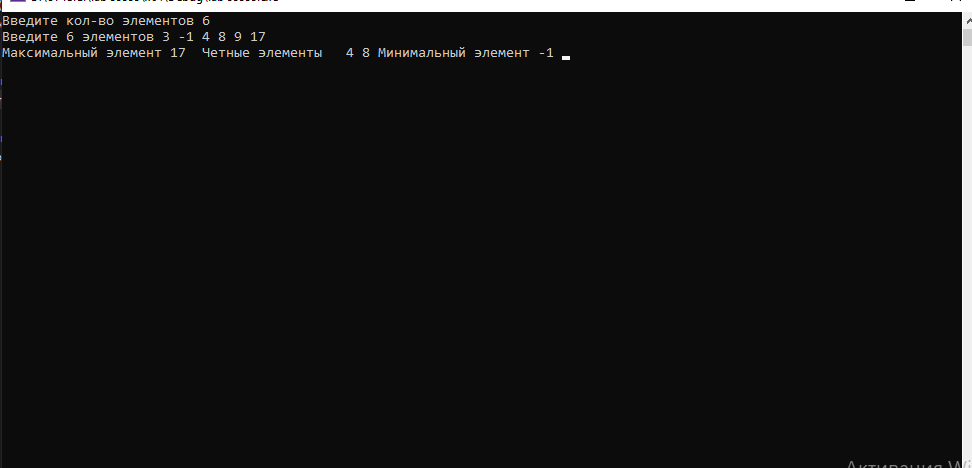 Введите кол-во элементов 6
Введите 6 элементов 3 -1 4 8 9 17
Максимальный элемент 17  Четные элементы   4 8 Минимальный элемент -1